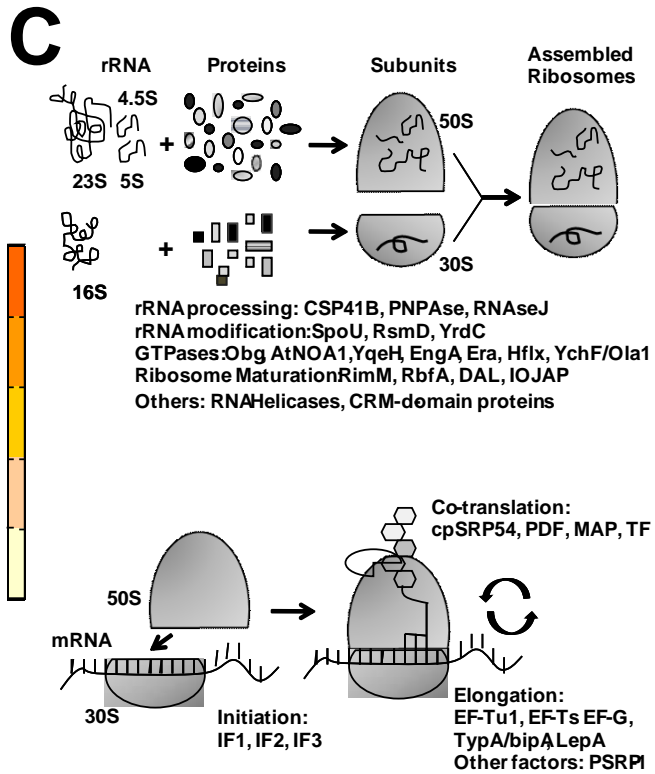 C
rRNA
Proteins
Subunits
Assembled
Ribosomes
4.5S
+
50S
23S 5S
+
30S
16S
rRNA processing: CSP41B, PNPAse, RNAseJ
rRNA modification:SpoU, RsmD, YrdC
GTPases:Obg, AtNOA1,YqeH, EngA, Era, Hflx, YchF/Ola1
Ribosome Maturation:RimM, RbfA, DAL, IOJAP
Others: RNAHelicases, CRM-domain proteins
Co-translation:
cpSRP54, PDF, MAP, TF
50S
mRNA
30S
Initiation:
IF1, IF2, IF3
Elongation:
EF-Tu1, EF-Ts EF-G,
TypA/bipA, LepA
Other factors: PSRP1